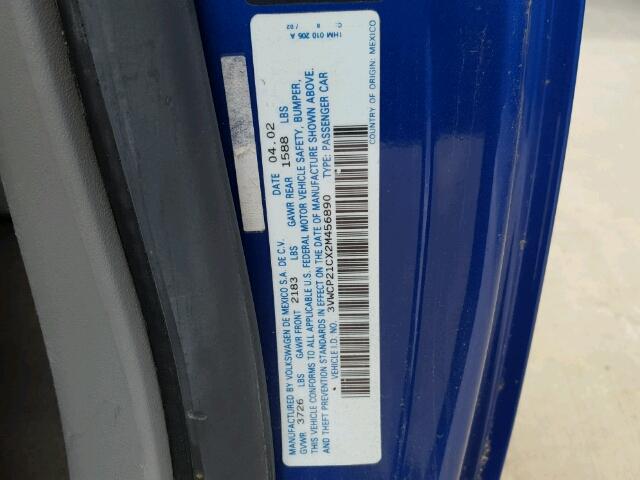 MANUFACTURED BY VOLKSWAGEN DE MEXICO S.A. DE C.V. DATE 04.02
GVWR 3726 LBS GAWR FRONT 2183 LBS GAWR REAR 1588 LBS
THIS VEHICLE CONFORMS TO ALL APPLICABLE U.S. FEDERAL MOTOR VEHICLE SAFETY, BUMPER,
AND THEFT PREVENTION STANDARDS IN EFFECT ON THE DATE OF MANUFACTURE SHOWN ABOVE.
VEHICLE I.D. NO. 3VWCP21CX2M456890 TYPE: PASSENGER CAR
COUNTRY OF ORIGIN: MEXICO
1HM 010 205 A